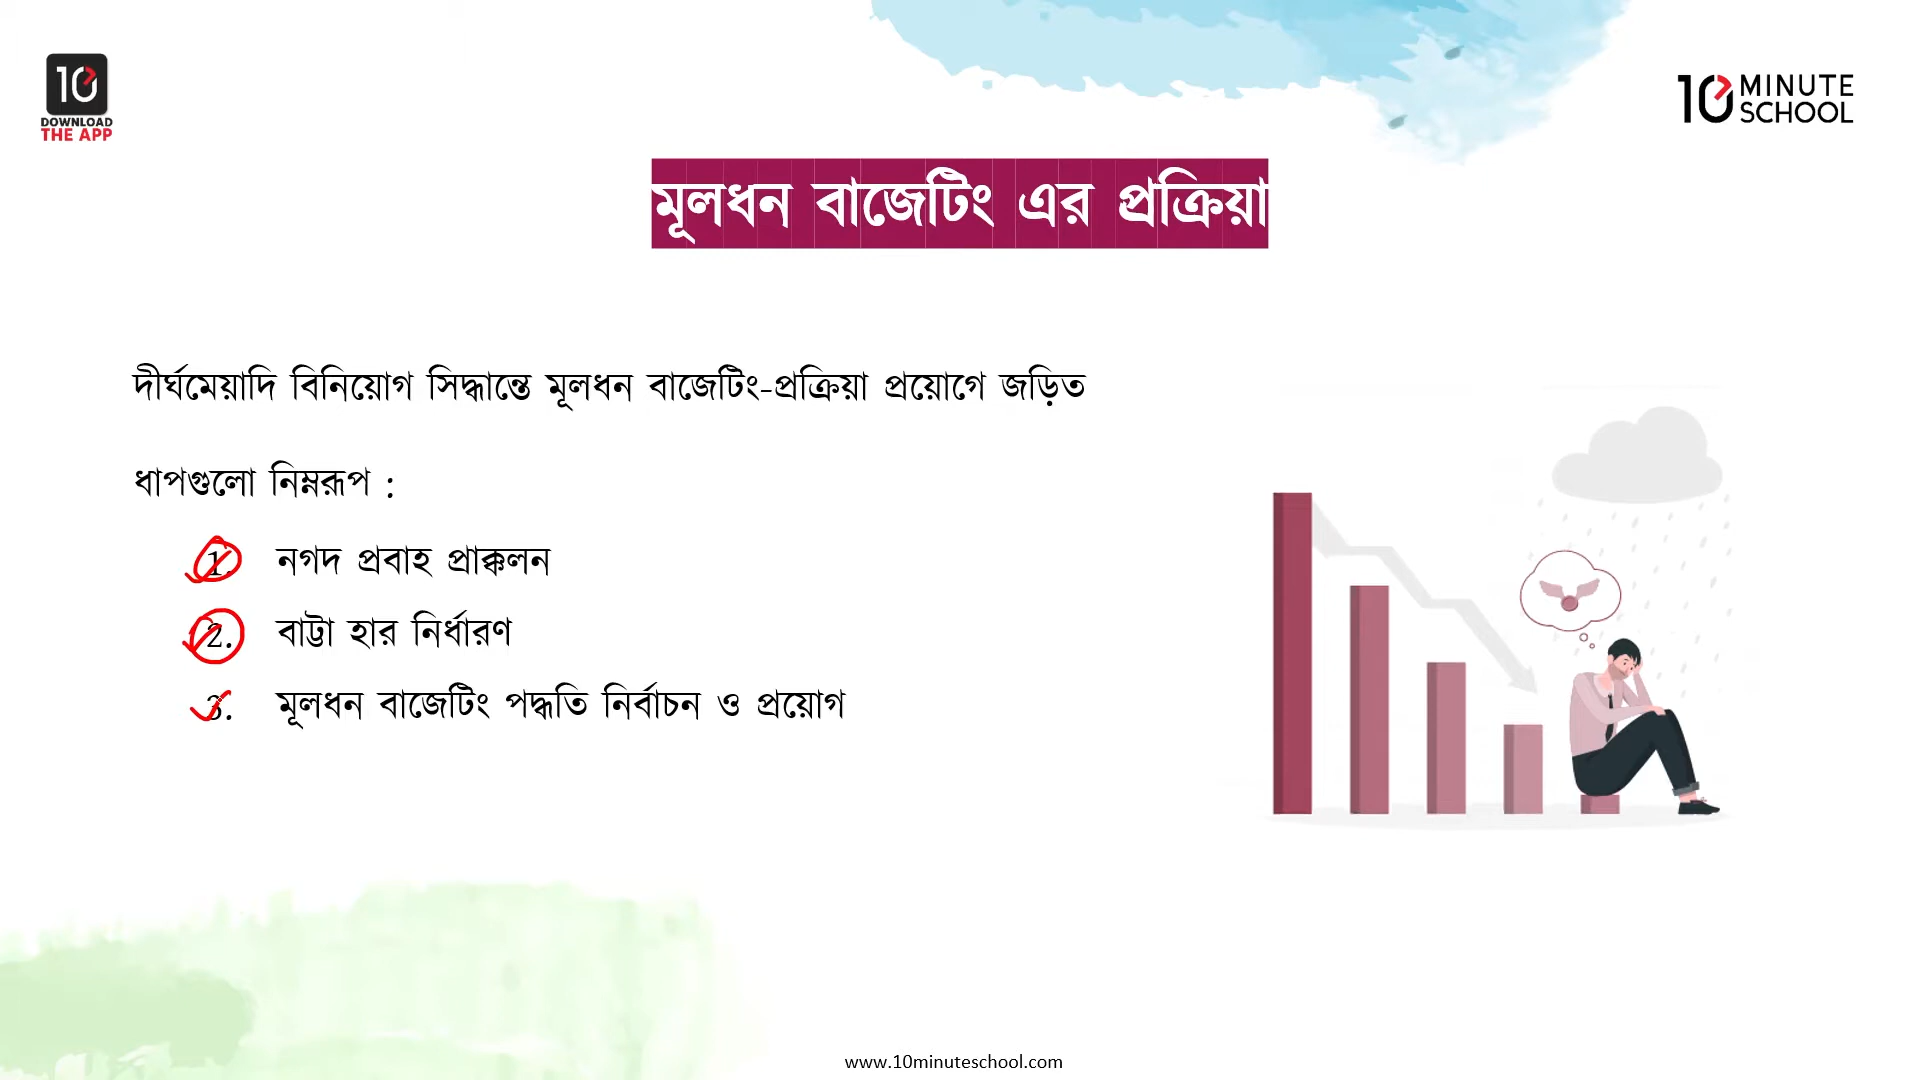 10
DOWNLOAD
THE APP
10 MINUTE
SCHOOL
মূলধন বাজেটিং এর প্রক্রিয়া
দীর্ঘমেয়াদি বিনিয়োগ সিদ্ধান্তে মূলধন বাজেটিং-প্রক্রিয়া প্রয়োগে জড়িত
ধাপগুলো নিম্নরূপ :
1. নগদ প্রবাহ প্রাক্কলন
2. বাট্টা হার নির্ধারণ
3. মূলধন বাজেটিং পদ্ধতি নির্বাচন ও প্রয়োগ
www.10minuteschool.com